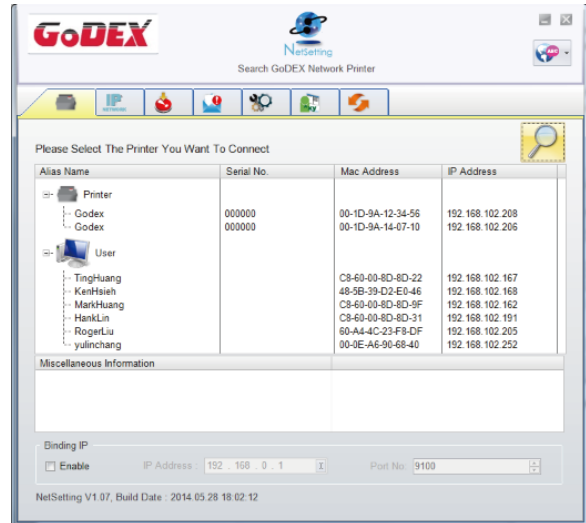 GoDEX
NetSetting
Search GoDEX Network Printer
Please Select The Printer You Want To Connect
Alias Name Serial No. Mac Address IP Address
Printer
Godex 000000 00-1D-9A-12-34-56 192.168.102.208
Godex 000000 00-1D-9A-14-07-10 192.168.102.206
User
TingHuang C8-60-00-8D-8D-22 192.168.102.167
KenHsieh 48-5B-39-D2-E0-46 192.168.102.168
MarkHuang C8-60-00-8D-8D-9F 192.168.102.162
HankLin C8-60-00-8D-8D-31 192.168.102.191
RogerLiu 60-A4-4C-23-F8-DF 192.168.102.205
yulinchang 00-0E-A6-90-68-40 192.168.102.252
Miscellaneous Information
Binding IP
Enable IP Address : 192 . 168 . 0 . 1 Port No. 9100
NetSetting V1.07, Build Date : 2014.05.28 18:02:12